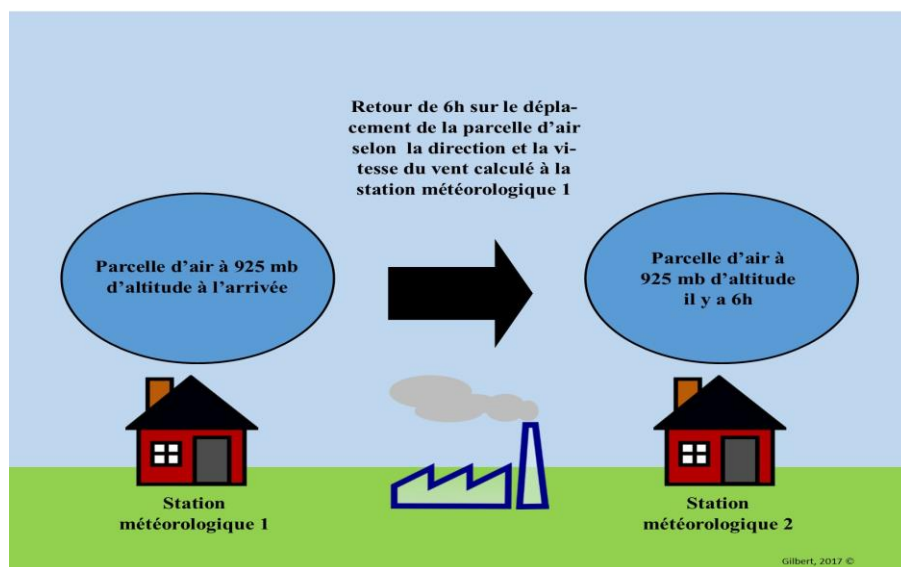 Retour de 6h sur le dépla-
cement de la parcelle d’air
selon la direction et la vi-
tesse du vent calculé à la
station météorologique 1
Parcelle d’air à 925 mb
d’altitude à l’arrivée
Parcelle d’air à
925 mb d’altitude
il y a 6h
Station
météorologique 1
Station
météorologique 2
Gilbert, 2017 ©